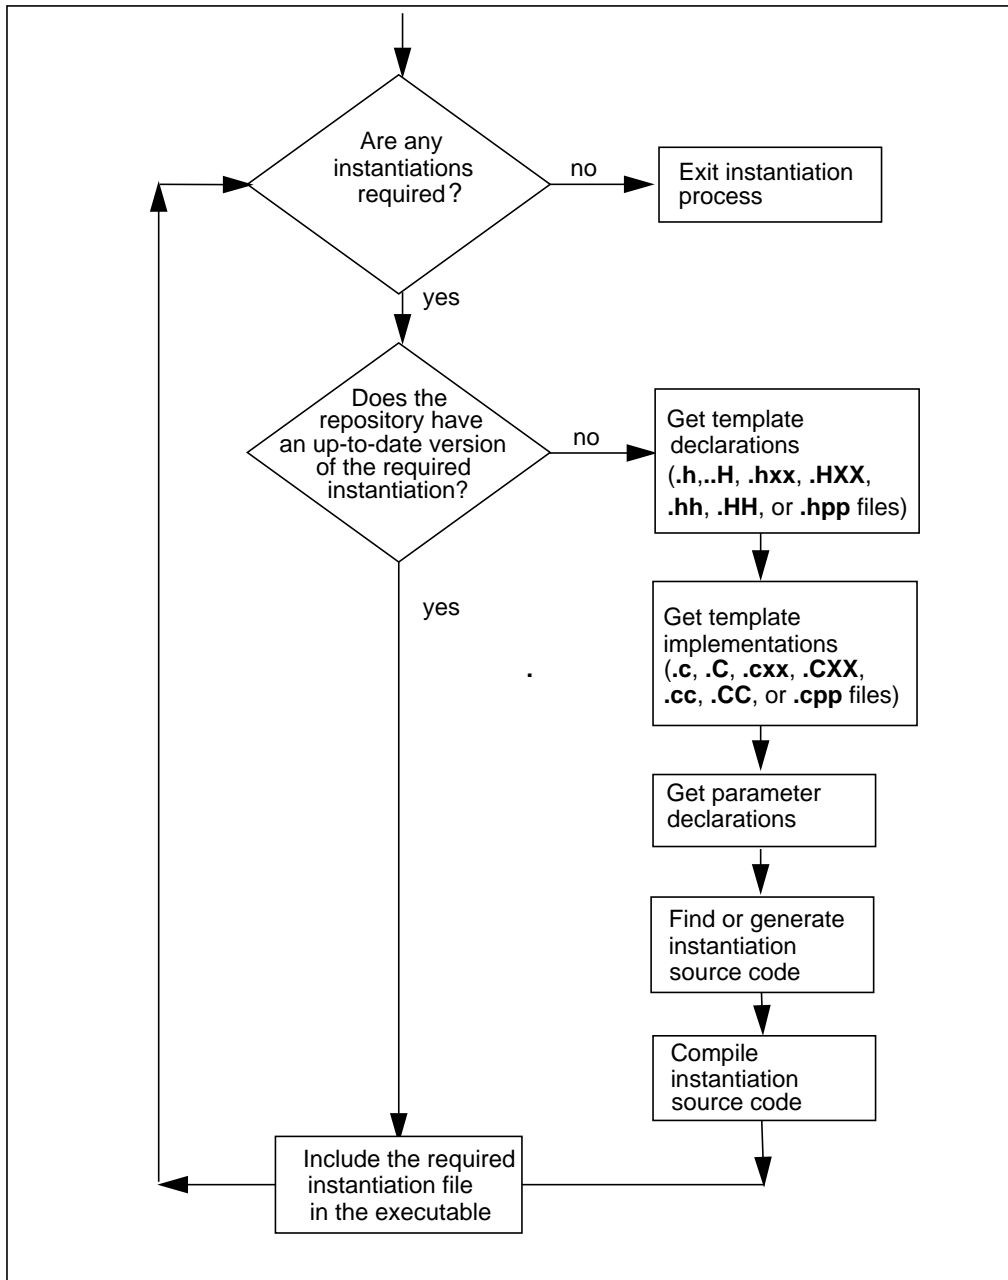 Are any
instantiations
required?
no
Exit instantiation
process
yes
Does the
repository have
an up-to-date version
of the required
instantiation?
no
Get template
declarations
(.h,..H, .hxx, .HXX,
.hh, .HH, or .hpp files)
yes
Get template
implementations
(.c, .C, .cxx, .CXX,
.cc, .CC, or .cpp files)
.
Get parameter
declarations
Find or generate
instantiation
source code
Compile
instantiation
source code
Include the required
instantiation file
in the executable